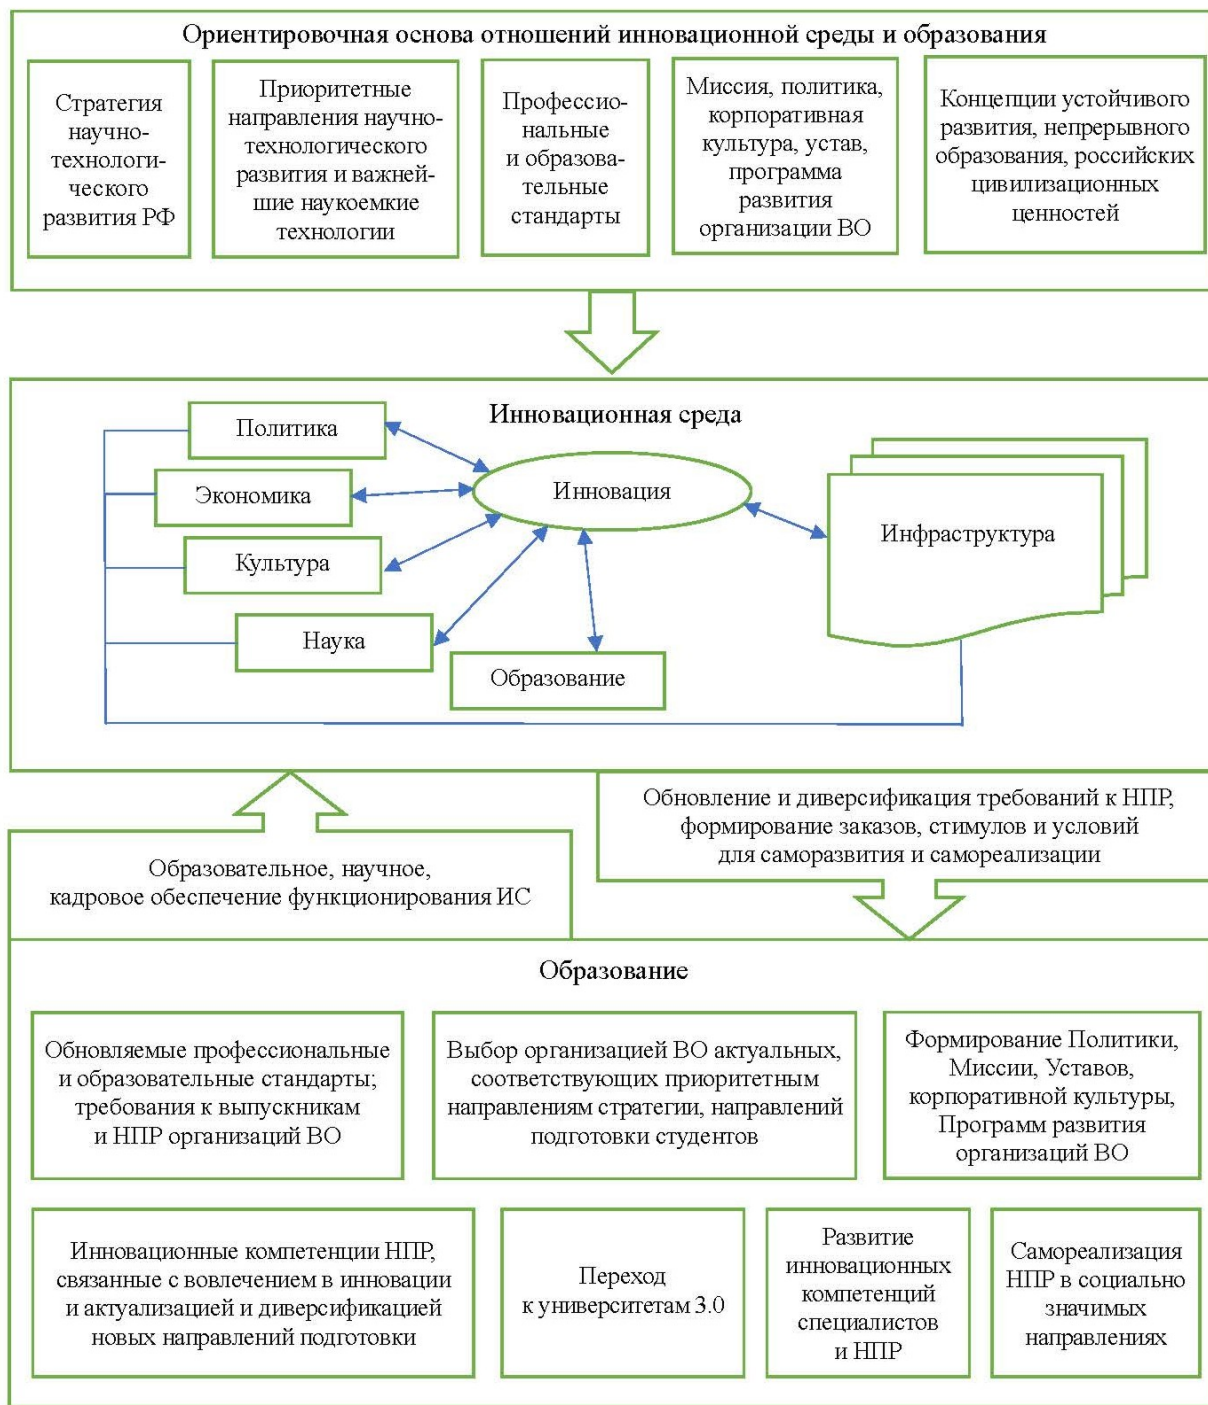 Ориентировочная основа отношений инновационной среды и образования
Стратегия
научно-
технологи-
ческого
развития РФ
Приоритетные
направления научно-
технологического
развития и важней-
шие наукоемкие
технологии
Профессио-
нальные
и образова-
тельные
стандарты
Миссия, политика,
корпоративная
культура, устав,
программа
развития
организации ВО
Концепции устойчивого
развития, непрерывного
образования, российских
цивилизационных
ценностей
Инновационная среда
Политика
Экономика
Культура
Наука
Образование
Инновация
Инфраструктура
Образовательное, научное,
кадровое обеспечение функционирования ИС
Обновление и диверсификация требований к НПР,
формирование заказов, стимулов и условий
для саморазвития и самореализации
Образование
Обновляемые профессиональные
и образовательные стандарты;
требования к выпускникам
и НПР организаций ВО
Выбор организацией ВО актуальных,
соответствующих приоритетным
направлениям стратегии, направлений
подготовки студентов
Формирование Политики,
Миссии, Уставов,
корпоративной культуры,
Программ развития
организаций ВО
Инновационные компетенции НПР,
связанные с вовлечением в инновации
и актуализацией и диверсификацией
новых направлений подготовки
Переход
к университетам 3.0
Развитие
инновационных
компетенций
специалистов
и НПР
Самореализация
НПР в социально
значимых
направлениях